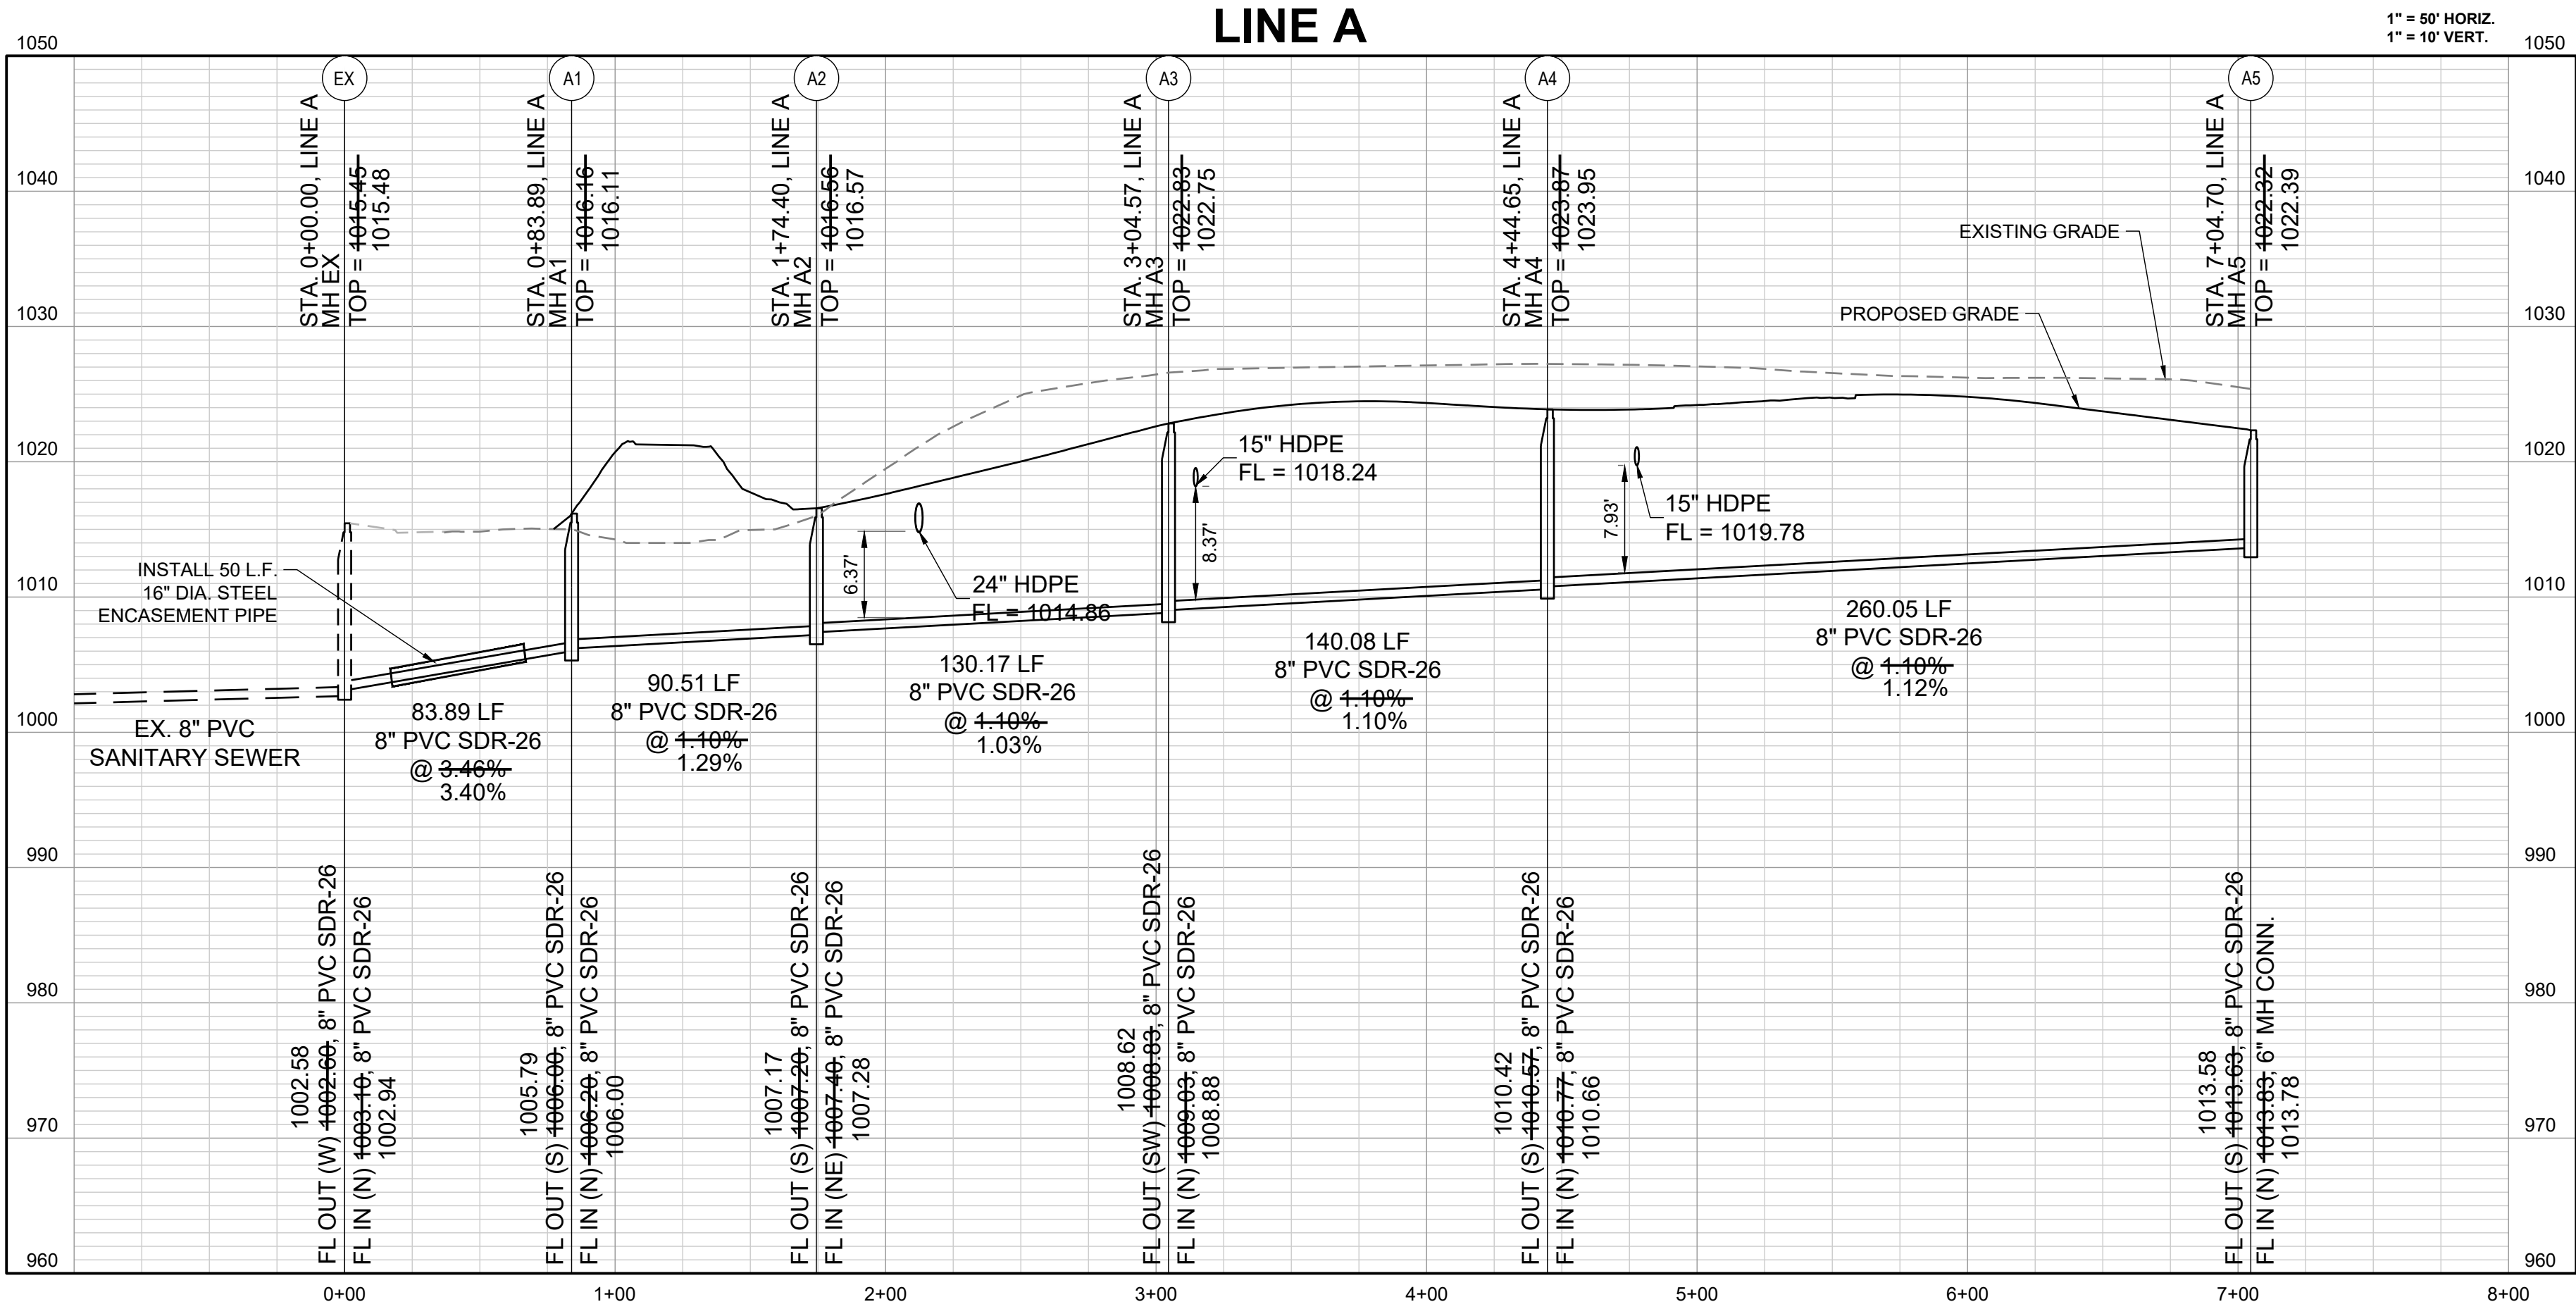 LINE A
1" = 50' HORIZ.
1" = 10' VERT.
1050
1050
EX
A1
A2
A3
A4
A5
STA. 0+00.00, LINE A
MH EX
TOP = 1015.45
1015.48
STA. 0+83.89, LINE A
MH A1
TOP = 1016.16
1016.11
STA. 1+74.40, LINE A
MH A2
TOP = 1016.56
1016.57
STA. 3+04.57, LINE A
MH A3
TOP = 1022.83
1022.75
STA. 4+44.65, LINE A
MH A4
TOP = 1023.87
1023.95
STA. 7+04.70, LINE A
MH A5
TOP = 1022.32
1022.39
1040
1040
EXISTING GRADE
PROPOSED GRADE
1030
1030
1020
1020
15" HDPE
FL = 1018.24
8.37'
15" HDPE
FL = 1019.78
7.93'
24" HDPE
FL = 1014.86
6.37'
INSTALL 50 L.F.
16" DIA. STEEL
ENCASEMENT PIPE
1010
1010
EX. 8" PVC
SANITARY SEWER
83.89 LF
8" PVC SDR-26
@ 3.46%
3.40%
90.51 LF
8" PVC SDR-26
@ 1.10%
1.29%
130.17 LF
8" PVC SDR-26
@ 1.10%
1.03%
140.08 LF
8" PVC SDR-26
@ 1.10%
1.10%
260.05 LF
8" PVC SDR-26
@ 1.10%
1.12%
1000
1000
990
990
980
980
970
970
960
960
1002.58
FL OUT (W) 1002.60, 8" PVC SDR-26
FL IN (N) 1003.10, 8" PVC SDR-26
1002.94
1005.79
FL OUT (S) 1006.00, 8" PVC SDR-26
FL IN (N) 1006.20, 8" PVC SDR-26
1006.00
1007.17
FL OUT (S) 1007.20, 8" PVC SDR-26
FL IN (NE) 1007.40, 8" PVC SDR-26
1007.28
1008.62
FL OUT (SW) 1008.83, 8" PVC SDR-26
FL IN (N) 1009.03, 8" PVC SDR-26
1008.88
1010.42
FL OUT (S) 1010.57, 8" PVC SDR-26
FL IN (N) 1010.77, 8" PVC SDR-26
1010.66
1013.58
FL OUT (S) 1013.63, 8" PVC SDR-26
FL IN (N) 1013.83, 6" MH CONN.
1013.78
0+00
1+00
2+00
3+00
4+00
5+00
6+00
7+00
8+00